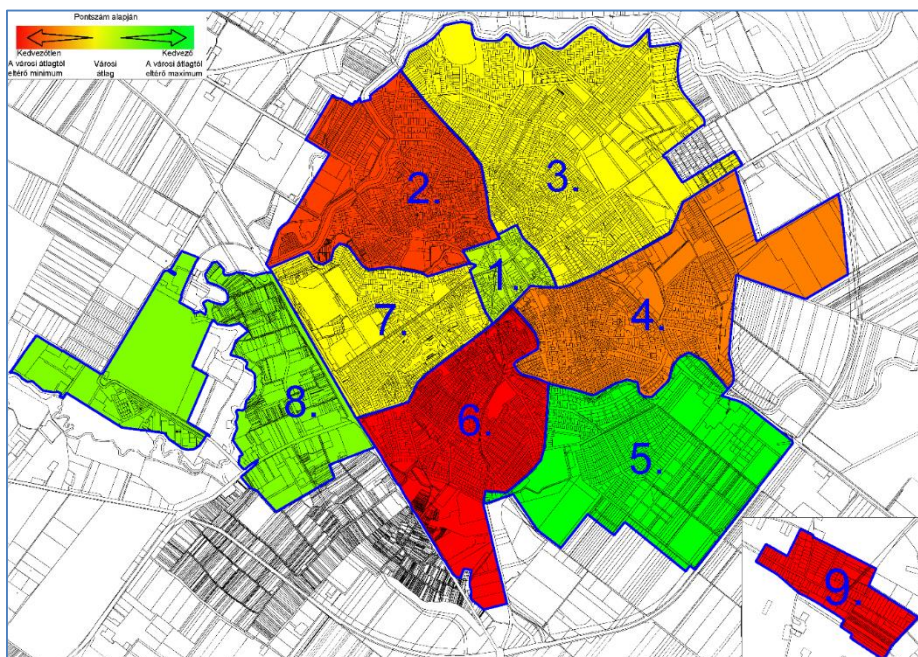 Pontszám alapján
Kedvezőtlen
Kedvező
A városi átlagtól
eltérő minimum
Városi
átlag
A városi átlagtól
eltérő maximum
2.
3.
1.
7.
4.
8.
6.
5.
9.